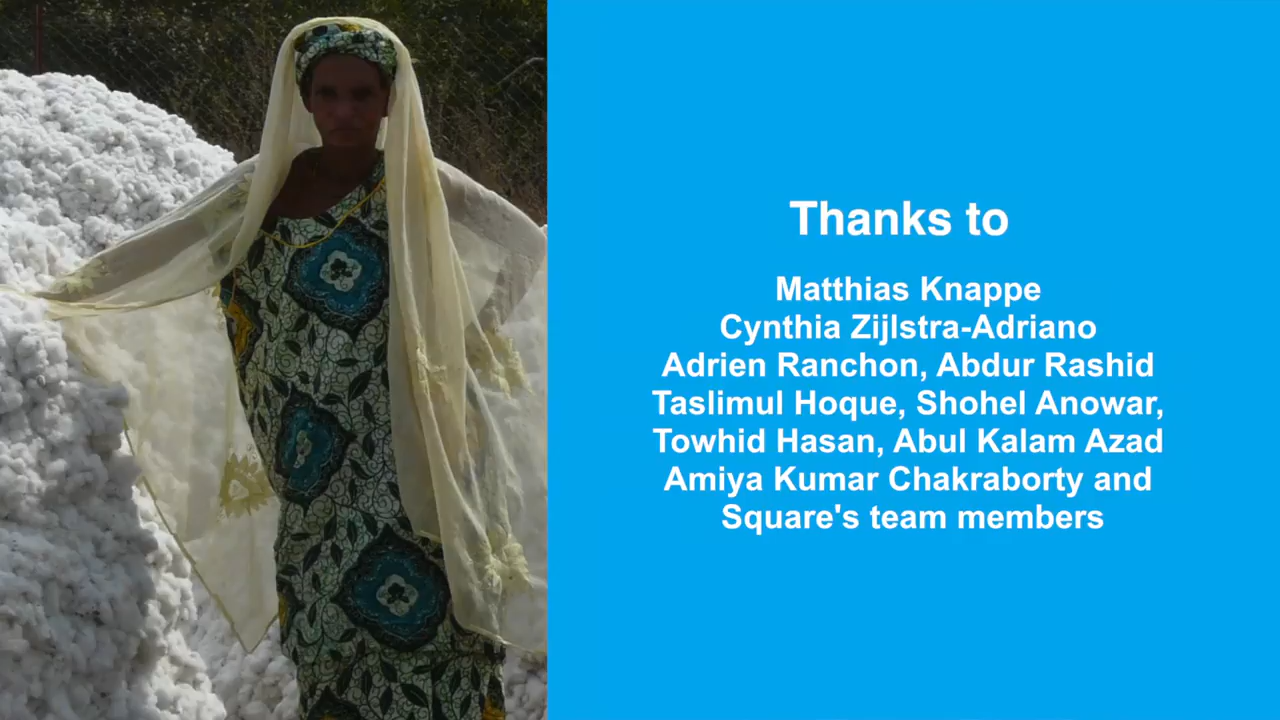 Thanks to
Matthias Knappe
Cynthia Zijlstra-Adriano
Adrien Ranchon, Abdur Rashid
Taslimul Hoque, Shohel Anowar,
Towhid Hasan, Abul Kalam Azad
Amiya Kumar Chakraborty and
Square's team members